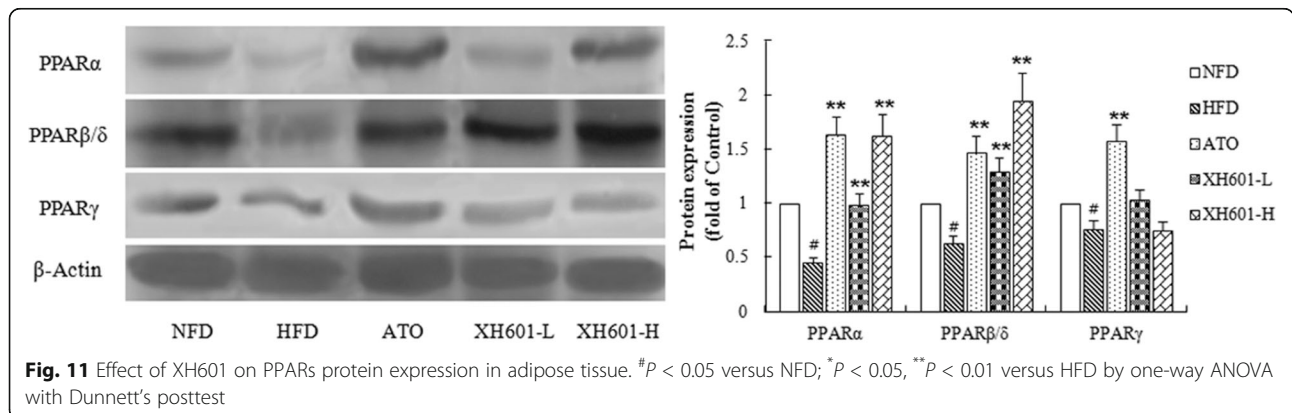 PPARα
PPARβ/δ
PPARγ
β-Actin
NFD HFD ATO XH601-L XH601-H
Protein expression
(fold of Control)
2.5
2
1.5
1
0.5
0
# ** ** **
# ** ** **
# **
PPARα PPARβ/δ PPARγ
NFD
HFD
ATO
XH601-L
XH601-H
Fig. 11 Effect of XH601 on PPARs protein expression in adipose tissue. #P < 0.05 versus NFD; *P < 0.05, **P < 0.01 versus HFD by one-way ANOVA
with Dunnett's posttest